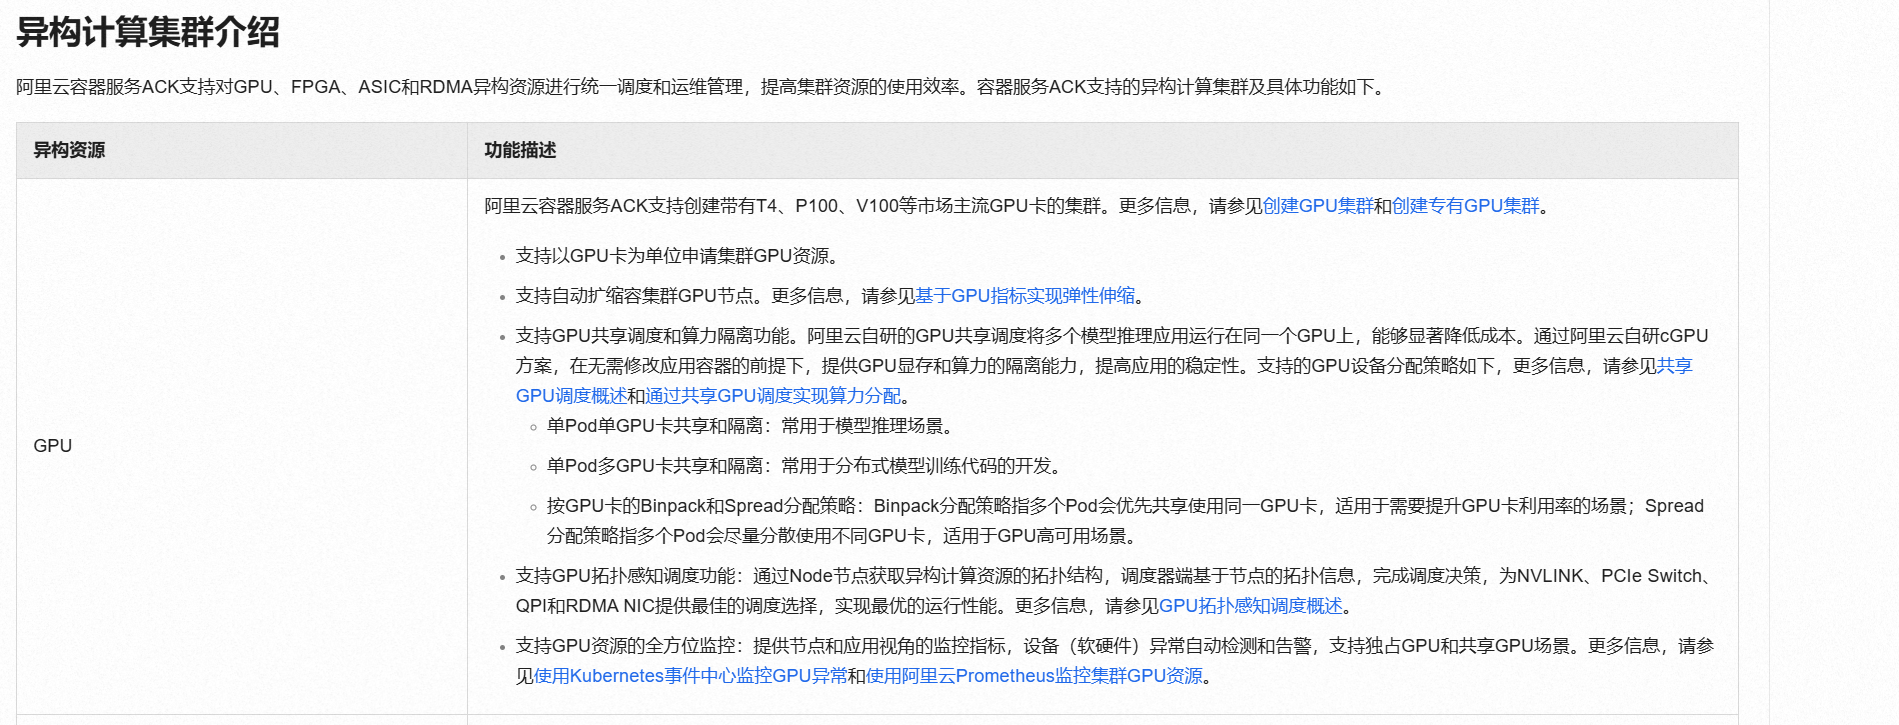 异构计算集群介绍
阿里云容器服务ACK支持对GPU、FPGA、ASIC和RDMA异构资源进行统一调度和运维管理，提高集群资源的使用效率。容器服务ACK支持的异构计算集群及具体功能如下。
异构资源
功能描述
GPU
阿里云容器服务ACK支持创建带有T4、P100、V100等市场主流GPU卡的集群。更多信息，请参见创建GPU集群和创建专有GPU集群。
支持以GPU卡为单位申请集群GPU资源。
支持自动扩缩容集群GPU节点。更多信息，请参见基于GPU指标实现弹性伸缩。
支持GPU共享调度和算力隔离功能。阿里云自研的GPU共享调度将多个模型推理应用运行在同一个GPU上，能够显著降低成本。通过阿里云自研cGPU
方案，在无需修改应用容器的前提下，提供GPU显存和算力的隔离能力，提高应用的稳定性。支持的GPU设备分配策略如下，更多信息，请参见共享
GPU调度概述和通过共享GPU调度实现算力分配。
单Pod单GPU卡共享和隔离：常用于模型推理场景。
单Pod多GPU卡共享和隔离：常用于分布式模型训练代码的开发。
按GPU卡的Binpack和Spread分配策略：Binpack分配策略指多个Pod会优先共享使用同一GPU卡，适用于需要提升GPU卡利用率的场景；Spread
分配策略指多个Pod会尽量分散使用不同GPU卡，适用于GPU高可用场景。
支持GPU拓扑感知调度功能：通过Node节点获取异构计算资源的拓扑结构，调度器端基于节点的拓扑信息，完成调度决策，为NVLINK、PCIe Switch、
QPI和RDMA NIC提供最佳的调度选择，实现最优的运行性能。更多信息，请参见GPU拓扑感知调度概述。
支持GPU资源的全方位监控：提供节点和应用视角的监控指标，设备（软硬件）异常自动检测和告警，支持独占GPU和共享GPU场景。更多信息，请参
见使用Kubernetes事件中心监控GPU异常和使用阿里云Prometheus监控集群GPU资源。